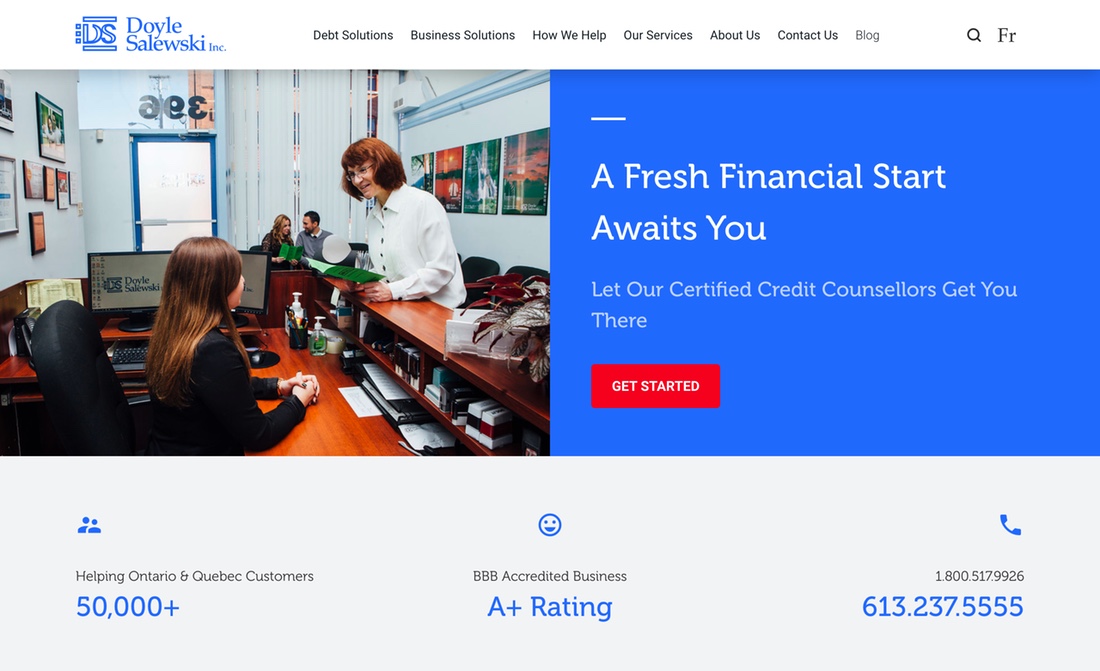 DS Doyle
Salewski Inc.
Debt Solutions Business Solutions How We Help Our Services About Us Contact Us Blog
Fr
396
Doyle
Salewski
A Fresh Financial Start
Awaits You
Let Our Certified Credit Counsellors Get You
There
GET STARTED
Helping Ontario & Quebec Customers
50,000+
BBB Accredited Business
A+ Rating
1.800.517.9926
613.237.5555